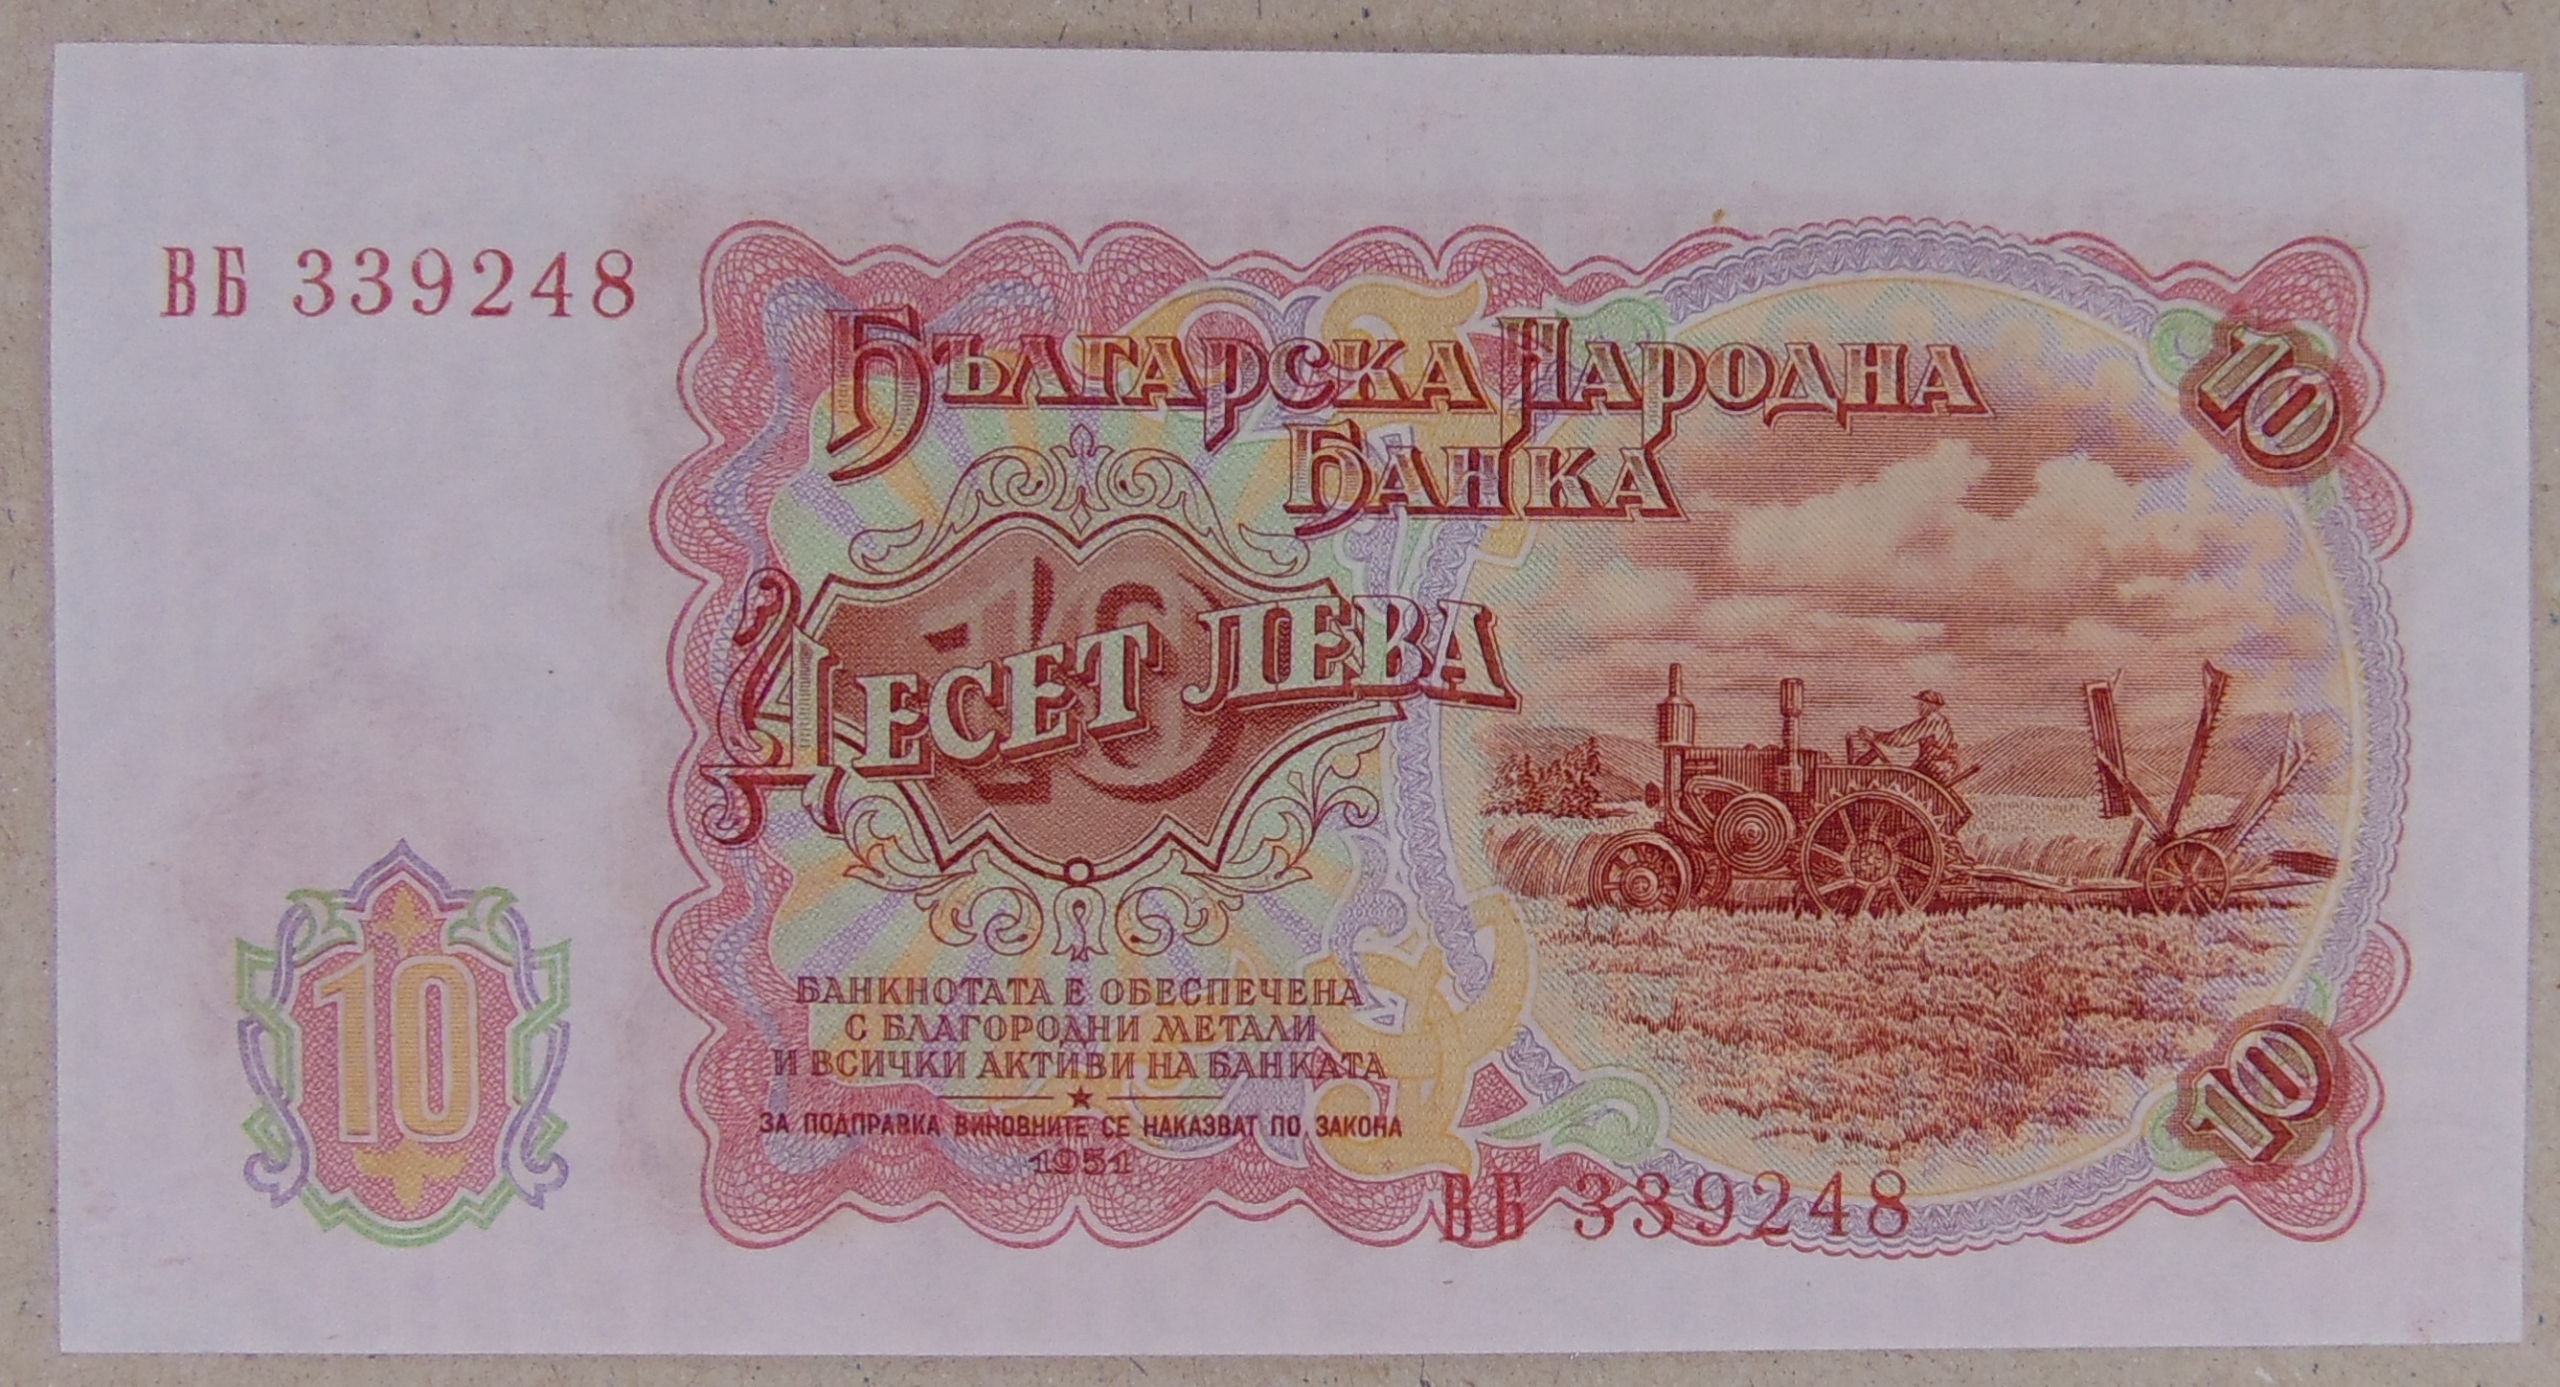 ВБ 339248
Българска Народна
Банка
10
10
Десет лева
БАНКНОТАТА Е ОБЕСПЕЧЕНА
С БЛАГОРОДНИ МЕТАЛИ
И ВСИЧКИ АКТИВИ НА БАНКАТА
ЗА ПОДПРАВКА ВИНОВНИТЕ СЕ НАКАЗВАТ ПО ЗАКОНА
1951
10
10
ВБ 339248